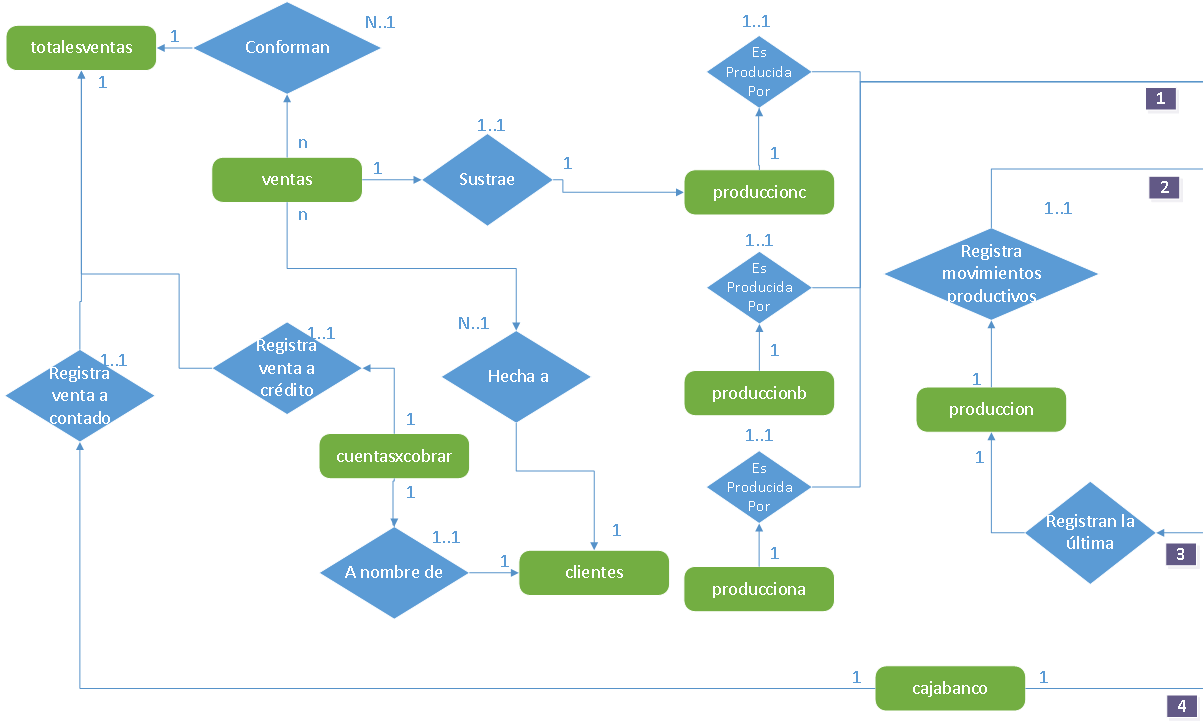 N..1
totalesventas
1
Conforman
1
n
ventas
1
n
1..1
Sustrae
1
1..1
Es
Producida
Por
1
produccionc
1
2
1..1
Registra
movimientos
productivos
1..1
Es
Producida
Por
1
produccionb
1
produccion
1
1..1
Registra
venta a
contado
1..1
Registra
venta a
crédito
N..1
Hecha a
1
cuentasxcobrar
1
1..1
A nombre de
1
1
clientes
1..1
Es
Producida
Por
1
producciona
Registran la
última
3
1
cajabanco
1
4